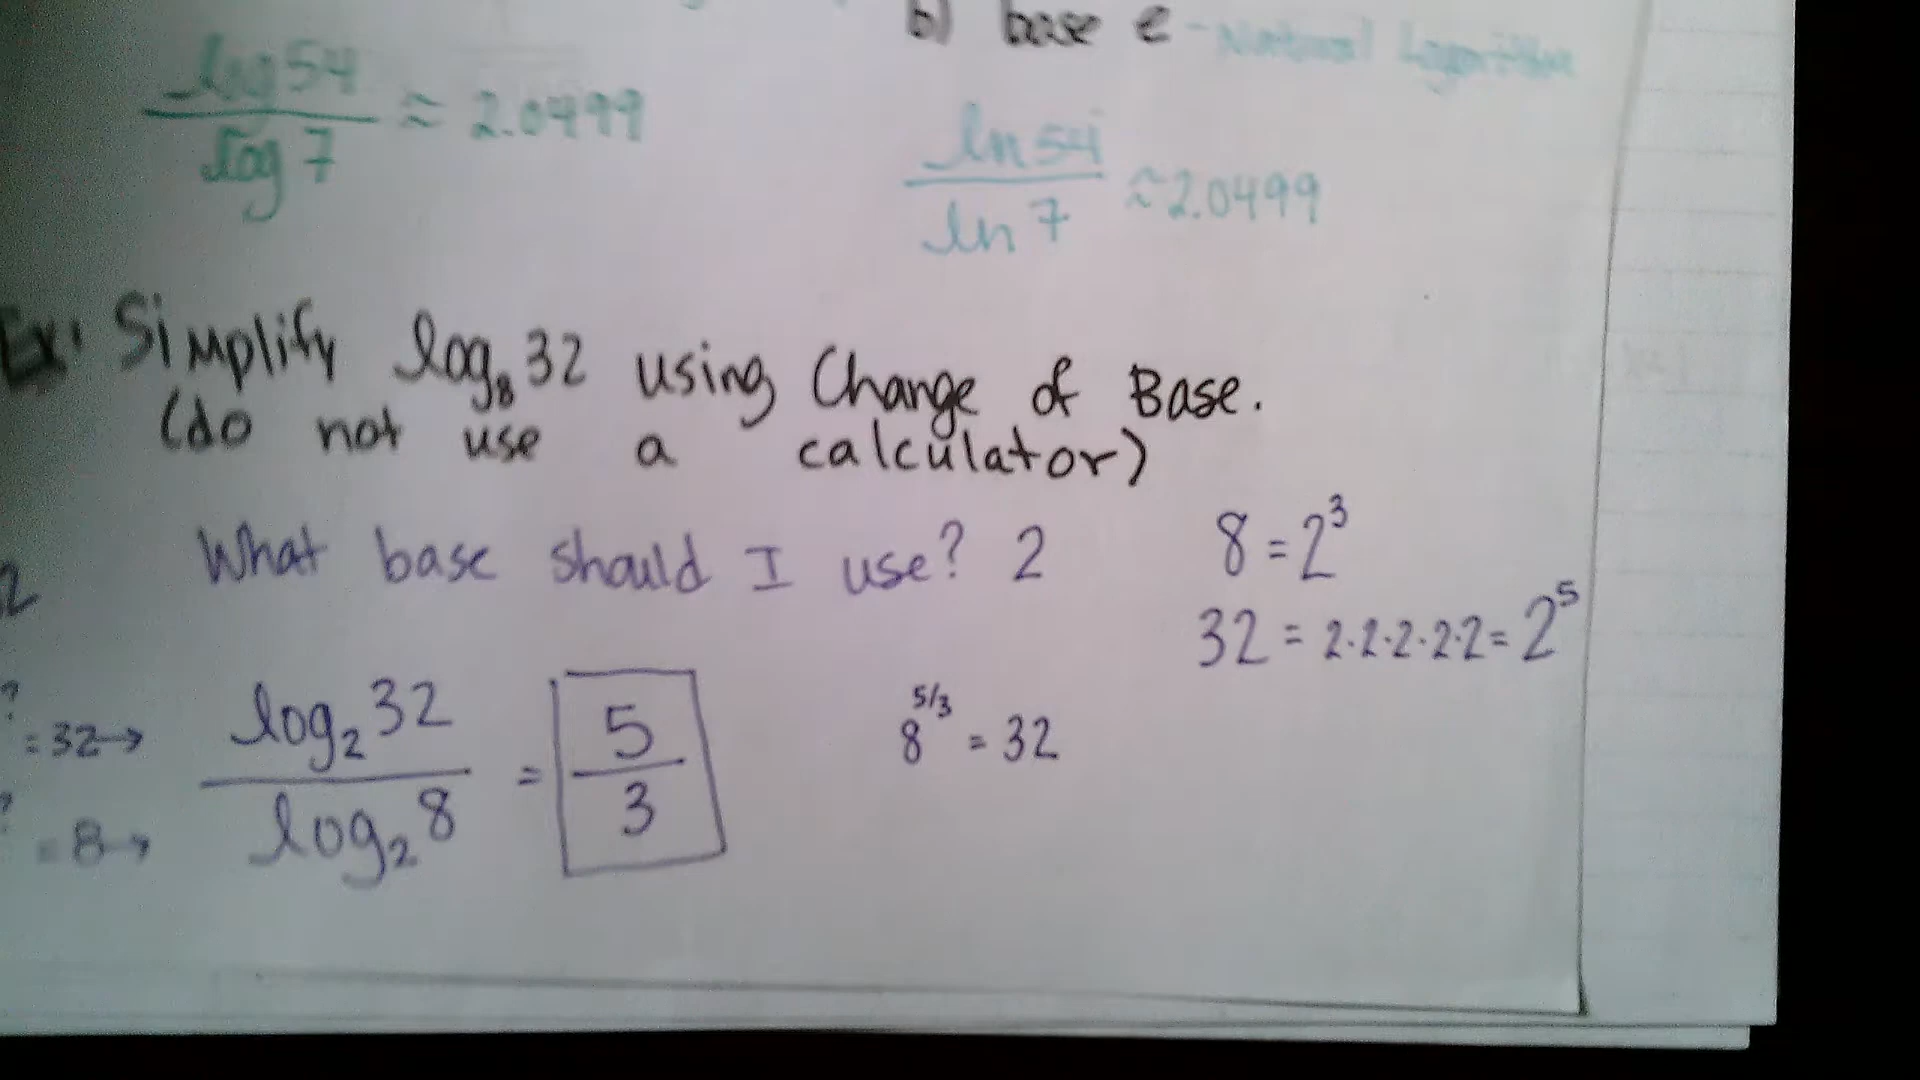 b) base e - Natural Logarithm
log 54 / log 7 ≈ 2.0499
ln 54 / ln 7 ≈ 2.0499
Ex: Simplify log₈ 32 using Change of Base.
(do not use a calculator)
What base should I use? 2
8 = 2³
32 = 2·2·2·2·2 = 2⁵
? = 32 →
? = 8 →
log₂ 32 / log₂ 8 = 5/3
8^5/3 = 32